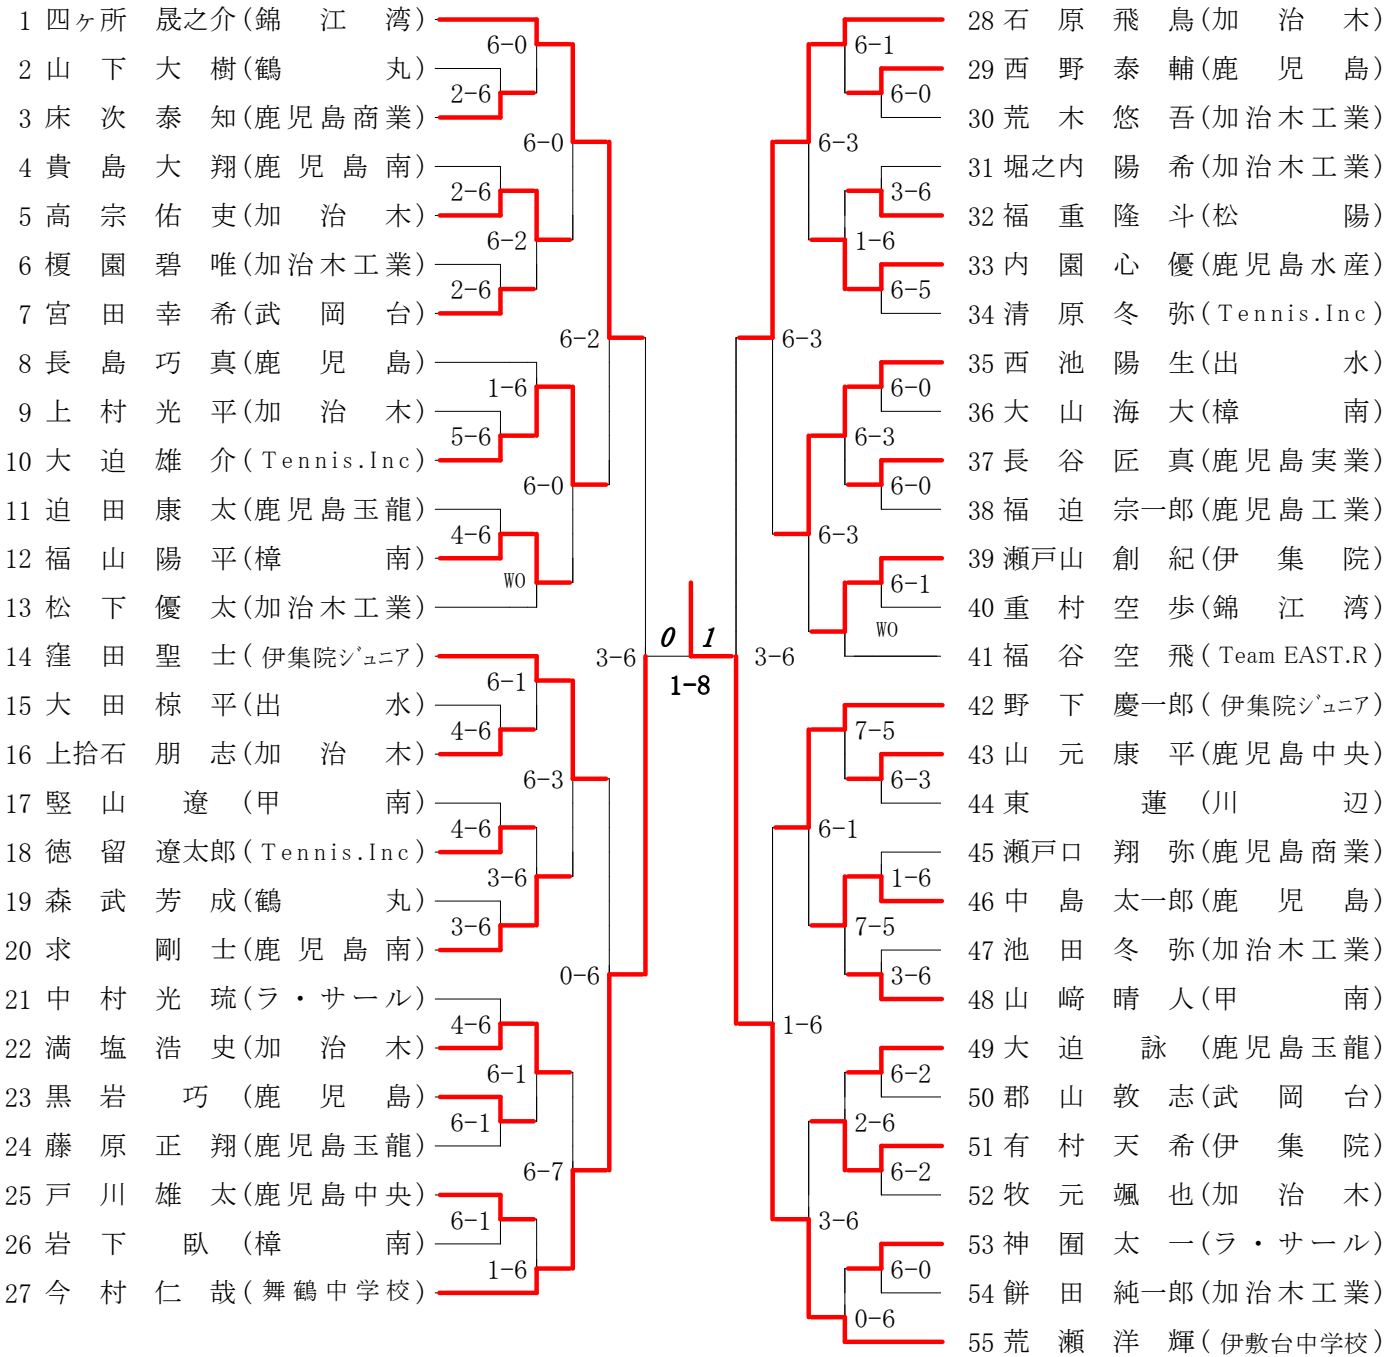 1 四ヶ所 晟之介(錦江湾)
6-0
2 山下大樹(鶴丸)
2-6
3 床次泰知(鹿児島商業)
6-0
4 貴島大翔(鹿児島南)
2-6
5 高宗佑吏(加治木)
6-2
6 榎園碧唯(加治木工業)
2-6
7 宮田幸希(武岡台)
6-2
8 長島巧真(鹿児島)
1-6
9 上村光平(加治木)
5-6
10 大迫雄介(Tennis.Inc)
6-0
11 迫田康太(鹿児島玉龍)
4-6
12 福山陽平(樟南)
WO
13 松下優太(加治木工業)
3-6
14 窪田聖士(伊集院ジュニア)
6-1
15 大田椋平(出水)
4-6
16 上拾石 朋志(加治木)
6-3
17 堅山遼(甲南)
4-6
18 徳留遼太郎(Tennis.Inc)
3-6
19 森武芳成(鶴丸)
3-6
20 求剛士(鹿児島南)
0-6
21 中村光琉(ラ・サール)
4-6
22 満塩浩史(加治木)
6-1
23 黒岩巧(鹿児島)
6-1
24 藤原正翔(鹿児島玉龍)
6-7
25 戸川雄太(鹿児島中央)
6-1
26 岩下臥(樟南)
1-6
27 今村仁哉(舞鶴中学校)
0 1
1-8
28 石原飛鳥(加治木)
6-1
29 西野泰輔(鹿児島)
6-0
30 荒木悠吾(加治木工業)
6-3
31 堀之内 陽希(加治木工業)
3-6
32 福重隆斗(松陽)
1-6
33 内園心優(鹿児島水産)
6-5
34 清原冬弥(Tennis.Inc)
6-3
35 西池陽生(出水)
6-0
36 大山海大(樟南)
6-3
37 長谷匠真(鹿児島実業)
6-0
38 福迫宗一郎(鹿児島工業)
6-3
39 瀬戸山 創紀(伊集院)
6-1
40 重村空歩(錦江湾)
WO
41 福谷空飛(Team EAST.R)
3-6
42 野下慶一郎(伊集院ジュニア)
7-5
43 山元康平(鹿児島中央)
6-3
44 東蓮(川辺)
6-1
45 瀬戸口 翔弥(鹿児島商業)
1-6
46 中島太一郎(鹿児島)
7-5
47 池田冬弥(加治木工業)
3-6
48 山﨑晴人(甲南)
1-6
49 大迫詠(鹿児島玉龍)
6-2
50 郡山敦志(武岡台)
2-6
51 有村天希(伊集院)
6-2
52 牧元颯也(加治木)
3-6
53 神囿太一(ラ・サール)
6-0
54 餅田純一郎(加治木工業)
0-6
55 荒瀬洋輝(伊敷台中学校)